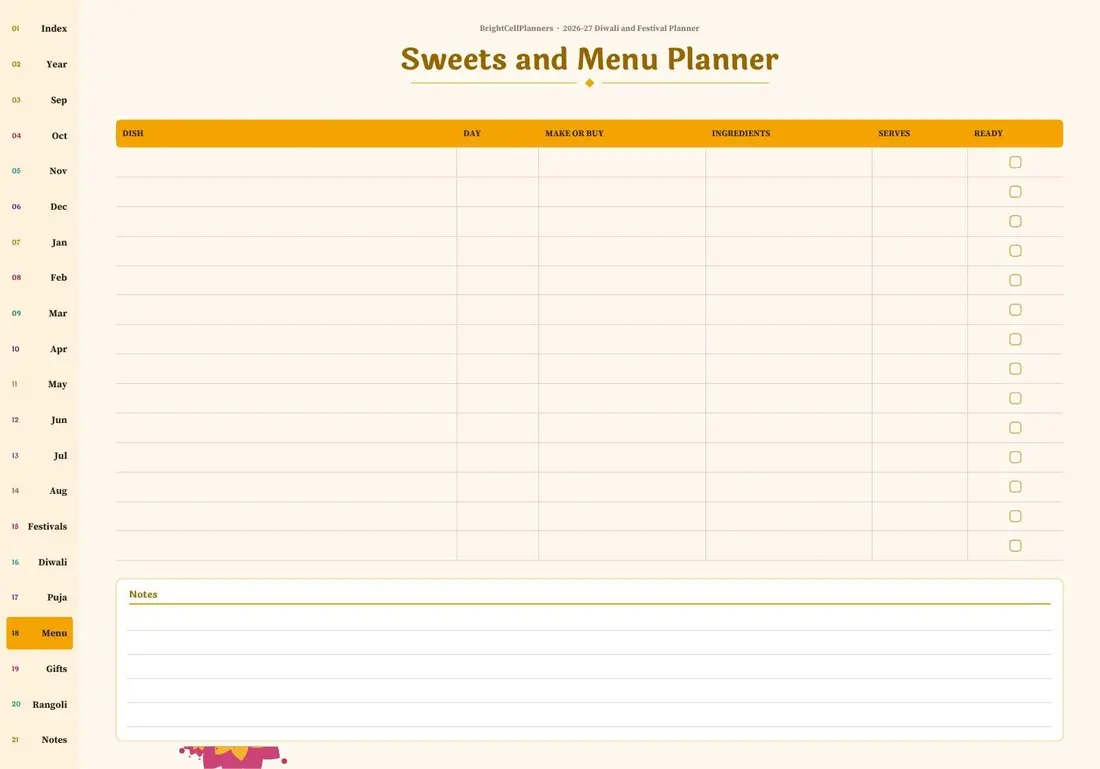 01 Index
02 Year
03 Sep
04 Oct
05 Nov
06 Dec
07 Jan
08 Feb
09 Mar
10 Apr
11 May
12 Jun
13 Jul
14 Aug
15 Festivals
16 Diwali
17 Puja
18 Menu
19 Gifts
20 Rangoli
21 Notes
BrightCellPlanners - 2026-27 Diwali and Festival Planner
Sweets and Menu Planner
DISH DAY MAKE OR BUY INGREDIENTS SERVES READY
Notes